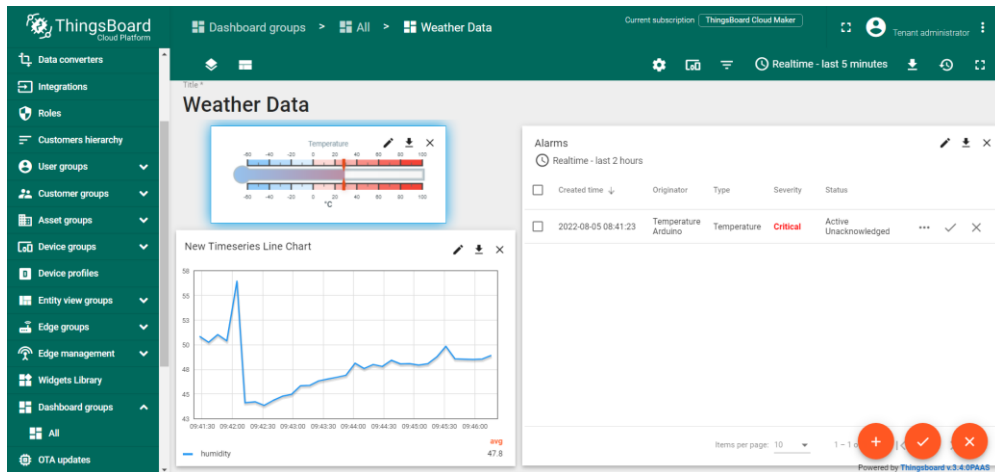 ThingsBoard
Cloud Platform
Dashboard groups > All > Weather Data
Current subscription ThingsBoard Cloud Maker
Tenant administrator
Data converters
Integrations
Roles
Customers hierarchy
User groups
Customer groups
Asset groups
Device groups
Device profiles
Entity view groups
Edge groups
Edge management
Widgets Library
Dashboard groups
All
OTA updates
Realtime - last 5 minutes
Title *
Weather Data
Temperature
-60 -40 -20 0 20 40 60 80 100
-60 -40 -20 0 20 40 60 80 100
°C
New Timeseries Line Chart
58
55
53
50
48
45
43
09:41:30 09:42:00 09:42:30 09:43:00 09:43:30 09:44:00 09:44:30 09:45:00 09:45:30 09:46:00
avg
humidity 47.8
Alarms
Realtime - last 2 hours
Created time Originator Type Severity Status
2022-08-05 08:41:23 Temperature Arduino Temperature Critical Active Unacknowledged
Items per page: 10 1 – 1 o
Powered by Thingsboard v.3.4.0PAAS